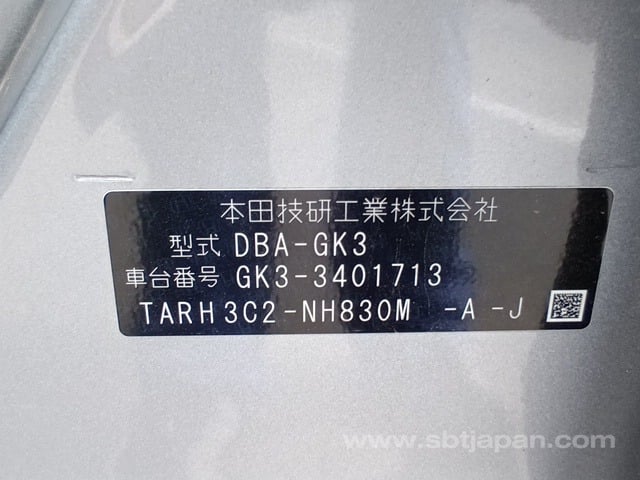 本田技研工業株式会社
型式 DBA-GK3
車台番号 GK3-3401713
TARH3C2-NH830M -A -J
www.sbtjapan.com